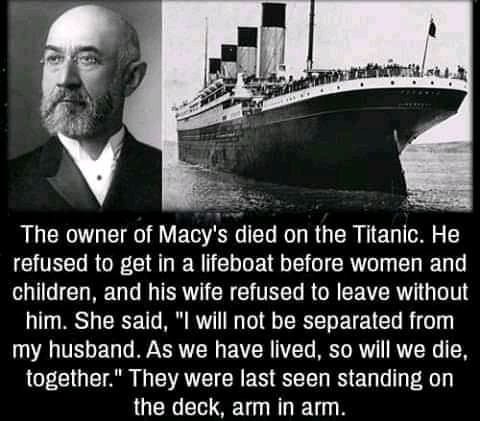 The owner of Macy's died on the Titanic. He
refused to get in a lifeboat before women and
children, and his wife refused to leave without
him. She said, "I will not be separated from
my husband. As we have lived, so will we die,
together." They were last seen standing on
the deck, arm in arm.